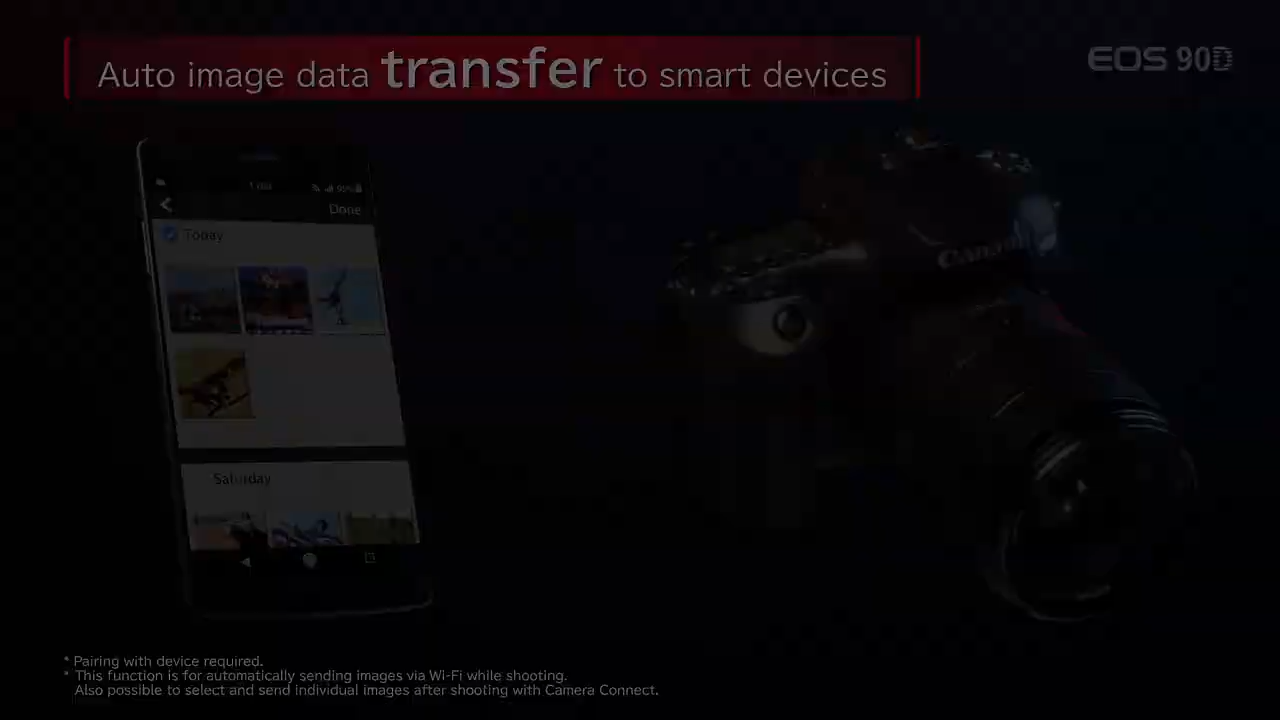 Auto image data transfer to smart devices
EOS 90D
Done
Today
Canon
Saturday
* Pairing with device required.
* This function is for automatically sending images via Wi-Fi while shooting.
Also possible to select and send individual images after shooting with Camera Connect.